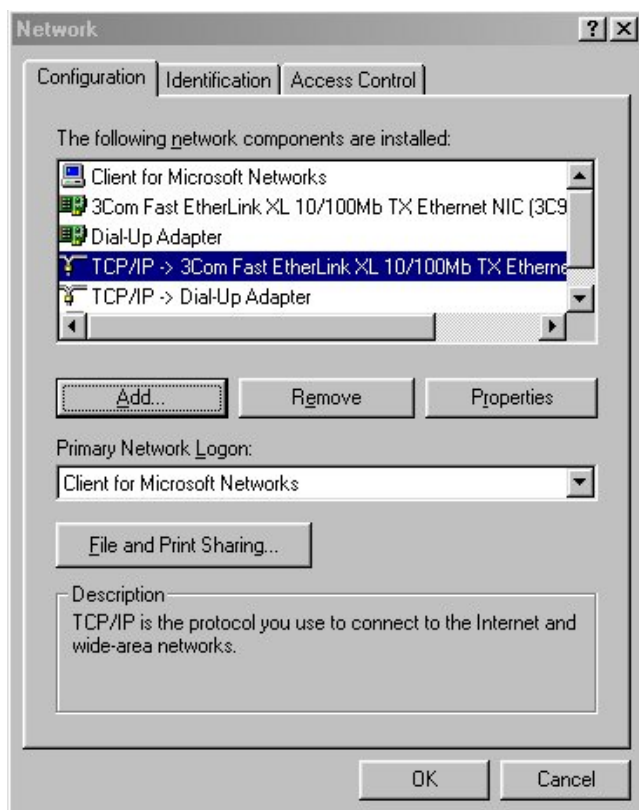 Network
Configuration Identification Access Control
The following network components are installed:
Client for Microsoft Networks
3Com Fast EtherLink XL 10/100Mb TX Ethernet NIC (3C9
Dial-Up Adapter
TCP/IP -> 3Com Fast EtherLink XL 10/100Mb TX Etherne
TCP/IP -> Dial-Up Adapter
Add... Remove Properties
Primary Network Logon:
Client for Microsoft Networks
File and Print Sharing...
Description
TCP/IP is the protocol you use to connect to the Internet and
wide-area networks.
OK Cancel